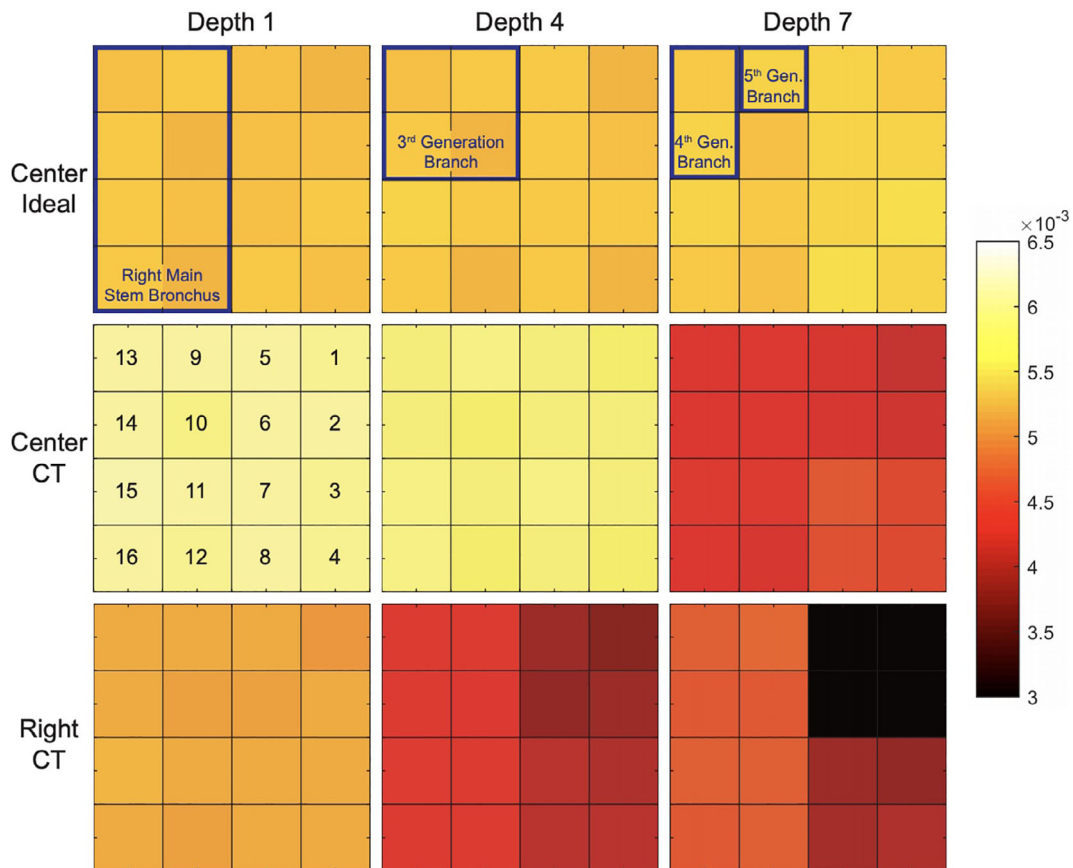 Depth 1
Depth 4
Depth 7
Center
Ideal
Right Main
Stem Bronchus
3rd Generation
Branch
4th Gen.
Branch
5th Gen.
Branch
Center
CT
13 9 5 1
14 10 6 2
15 11 7 3
16 12 8 4
Right
CT
×10-3
6.5
6
5.5
5
4.5
4
3.5
3